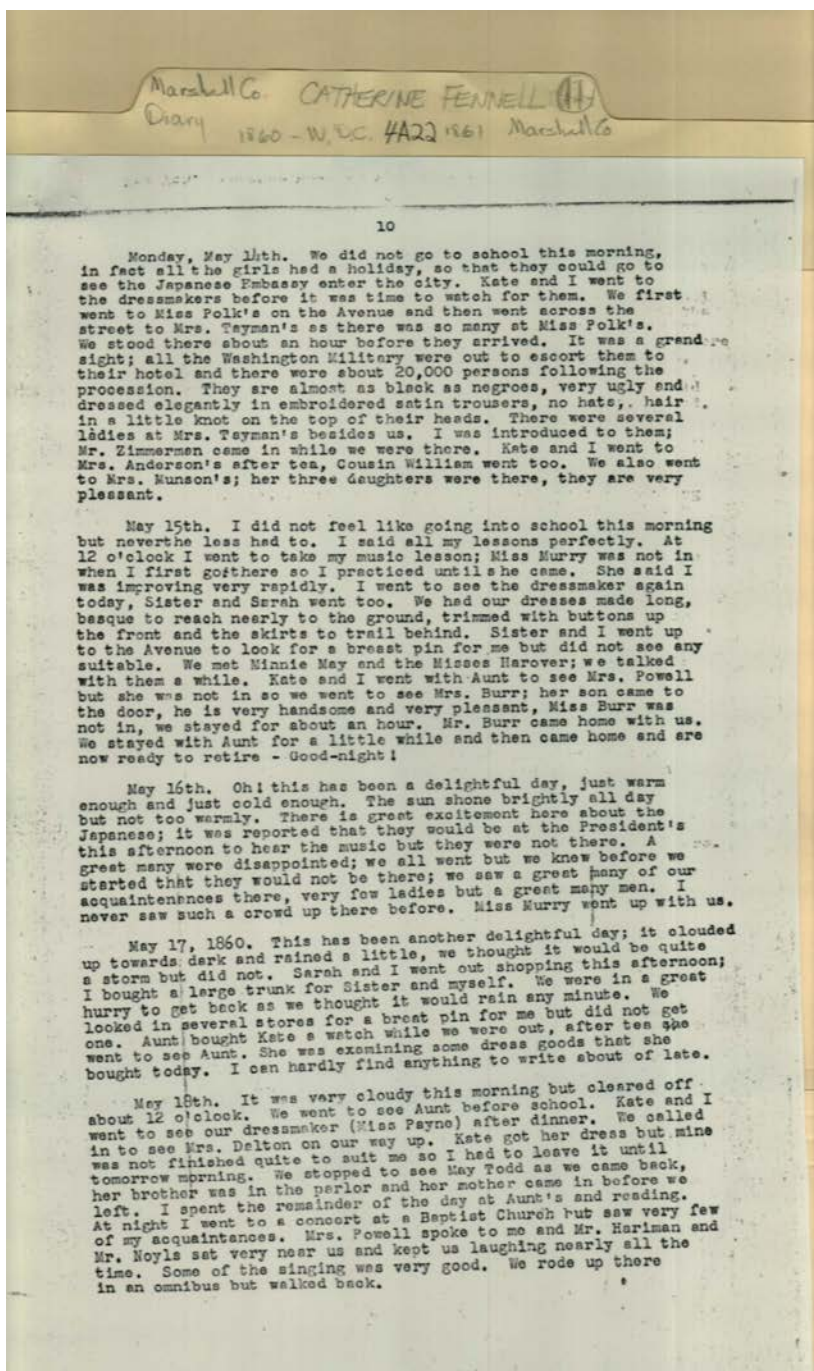 Marshall Co. CATHERINE FENNELL 11
Diary 1860 - W.D.C. 4A22 1861 Marshall Co
10
Monday, May 14th. We did not go to school this morning,
in fact all the girls had a holiday, so that they could go to
see the Japanese Embassy enter the city. Kate and I went to
the dressmakers before it was time to watch for them. We first
went to Miss Polk's on the Avenue and then went across the
street to Mrs. Tayman's as there was so many at Miss Polk's.
We stood there about an hour before they arrived. It was a grand
sight; all the Washington Military were out to escort them to
their hotel and there were about 20,000 persons following the
procession. They are almost as black as negroes, very ugly and
dressed elegantly in embroidered satin trousers, no hats,. hair
in a little knot on the top of their heads. There were several
ladies at Mrs. Tayman's besides us. I was introduced to them;
Mr. Zimmerman came in while we were there. Kate and I went to
Mrs. Anderson's after tea, Cousin William went too. We also went
to Mrs. Munson's; her three daughters were there, they are very
pleasant.
May 15th. I did not feel like going into school this morning
but neverthe less had to. I said all my lessons perfectly. At
12 o'clock I went to take my music lesson; Miss Murry was not in
when I first got there so I practiced until she came. She said I
was improving very rapidly. I went to see the dressmaker again
today, Sister and Sarah went too. We had our dresses made long,
basque to reach nearly to the ground, trimmed with buttons up
the front and the skirts to trail behind. Sister and I went up
to the Avenue to look for a breast pin for me but did not see any
suitable. We met Minnie May and the Misses Harover; we talked
with them a while. Kate and I went with Aunt to see Mrs. Powell
but she was not in so we went to see Mrs. Burr; her son came to
the door, he is very handsome and very pleasant, Miss Burr was
not in, we stayed for about an hour. Mr. Burr came home with us.
We stayed with Aunt for a little while and then came home and are
now ready to retire - Good-night!
May 16th. Oh! this has been a delightful day, just warm
enough and just cold enough. The sun shone brightly all day
but not too warmly. There is great excitement here about the
Japanese; it was reported that they would be at the President's
this afternoon to hear the music but they were not there. A
great many were disappointed; we all went but we knew before we
started that they would not be there; we saw a great many of our
acquaintenances there, very few ladies but a great many men. I
never saw such a crowd up there before. Miss Murry went up with us.
May 17, 1860. This has been another delightful day; it clouded
up towards dark and rained a little, we thought it would be quite
a storm but did not. Sarah and I went out shopping this afternoon;
I bought a large trunk for Sister and myself. We were in a great
hurry to get back as we thought it would rain any minute. We
looked in several stores for a breat pin for me but did not get
one. Aunt bought Kate a watch while we were out, after tea she
went to see Aunt. She was examining some dress goods that she
bought today. I can hardly find anything to write about of late.
May 18th. It was very cloudy this morning but cleared off
about 12 o'clock. We went to see Aunt before school. Kate and I
went to see our dressmaker (Miss Payne) after dinner. We called
in to see Mrs. Dalton on our way up. Kate got her dress but mine
was not finished quite to suit me so I had to leave it until
tomorrow morning. We stopped to see May Todd as we came back,
her brother was in the parlor and her mother came in before we
left. I spent the remainder of the day at Aunt's and reading.
At night I went to a concert at a Baptist Church but saw very few
of my acquaintances. Mrs. Powell spoke to me and Mr. Hariman and
Mr. Noyls sat very near us and kept us laughing nearly all the
time. Some of the singing was very good. We rode up there
in an omnibus but walked back.